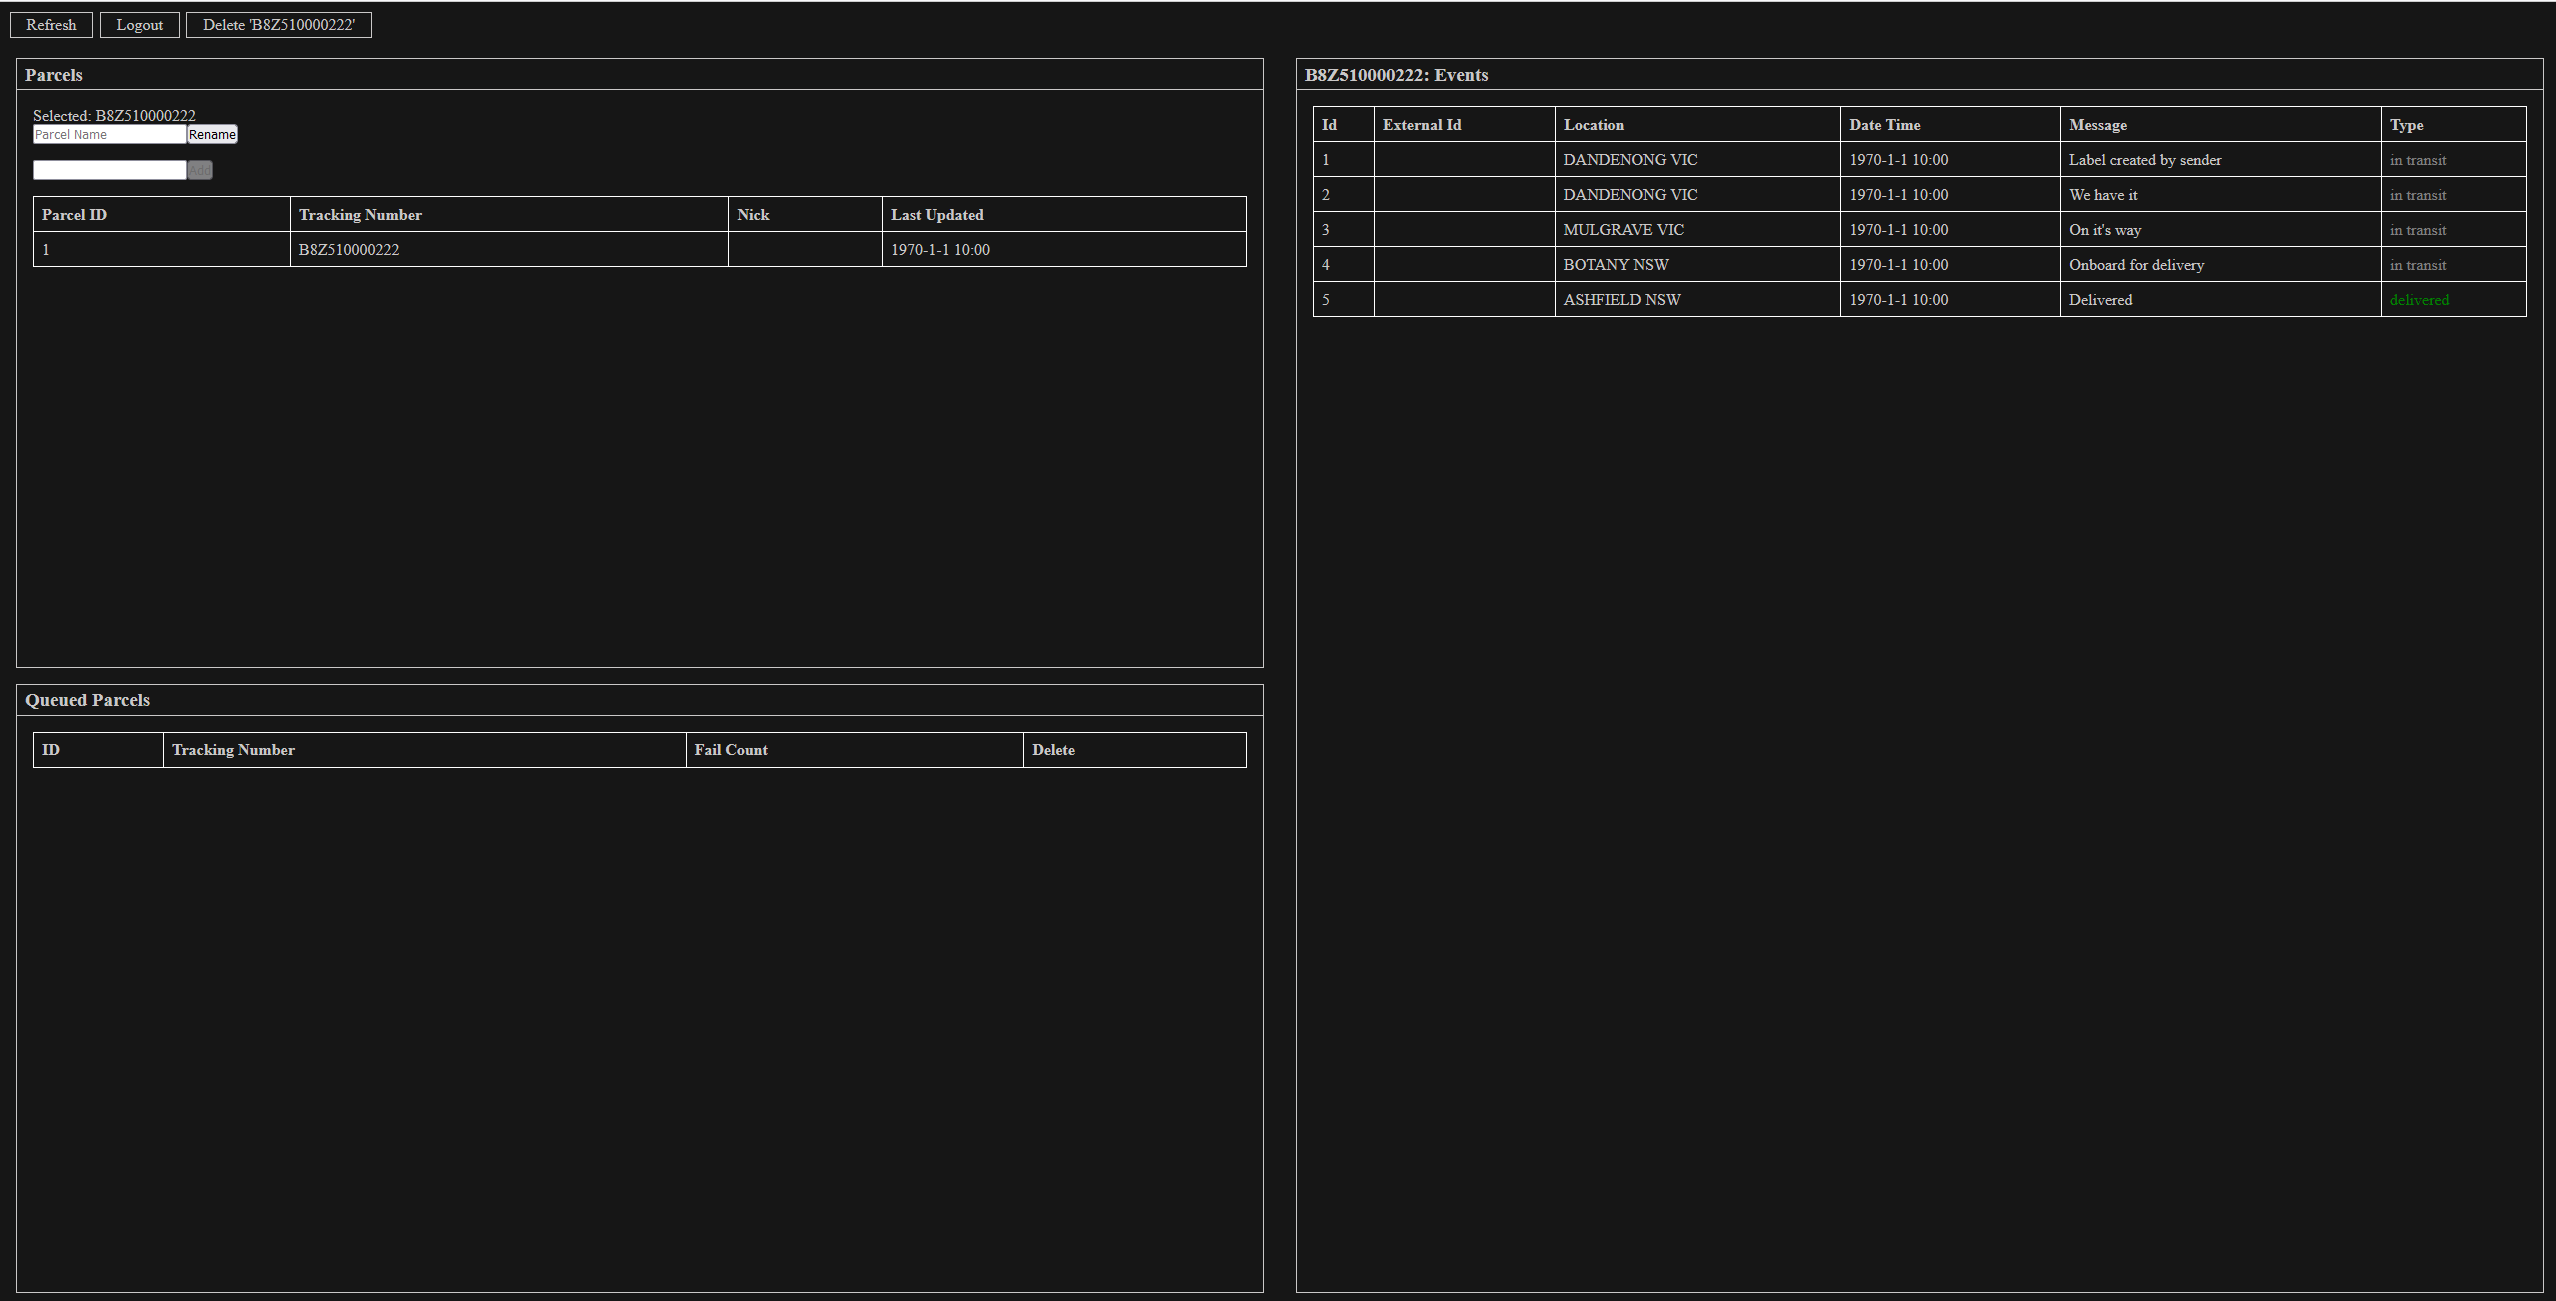 Refresh Logout Delete 'B8Z510000222'
Parcels
Selected: B8Z510000222
Parcel Name Rename
Add
Parcel ID Tracking Number Nick Last Updated
1 B8Z510000222 1970-1-1 10:00
Queued Parcels
ID Tracking Number Fail Count Delete
B8Z510000222: Events
Id External Id Location Date Time Message Type
1 DANDENONG VIC 1970-1-1 10:00 Label created by sender in transit
2 DANDENONG VIC 1970-1-1 10:00 We have it in transit
3 MULGRAVE VIC 1970-1-1 10:00 On it's way in transit
4 BOTANY NSW 1970-1-1 10:00 Onboard for delivery in transit
5 ASHFIELD NSW 1970-1-1 10:00 Delivered delivered